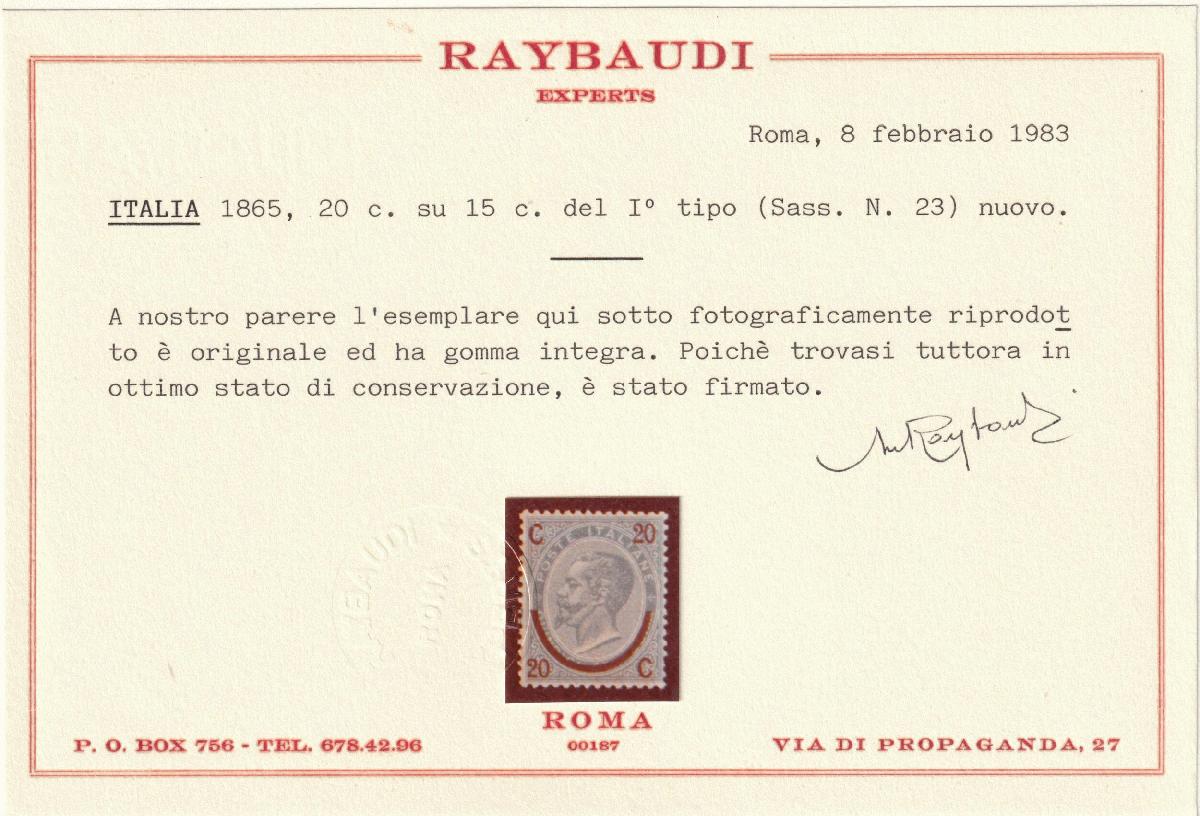 RAYBAUDI
EXPERTS
Roma, 8 febbraio 1983
ITALIA 1865, 20 c. su 15 c. del Iº tipo (Sass. N. 23) nuovo.
A nostro parere l'esemplare qui sotto fotograficamente riprodot
to è originale ed ha gomma integra. Poichè trovasi tuttora in
ottimo stato di conservazione, è stato firmato.
C 20
POSTE ITALIANE
20 C
ROMA
P. O. BOX 756 - TEL. 678.42.96
00187
VIA DI PROPAGANDA, 27